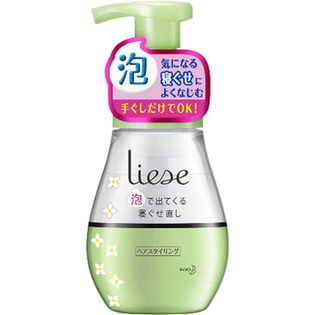 泡
気になる
寝ぐせに
よくなじむ
手ぐしだけでOK!
Liese
泡で出てくる
寝ぐせ直し
ヘアスタイリング
Kao